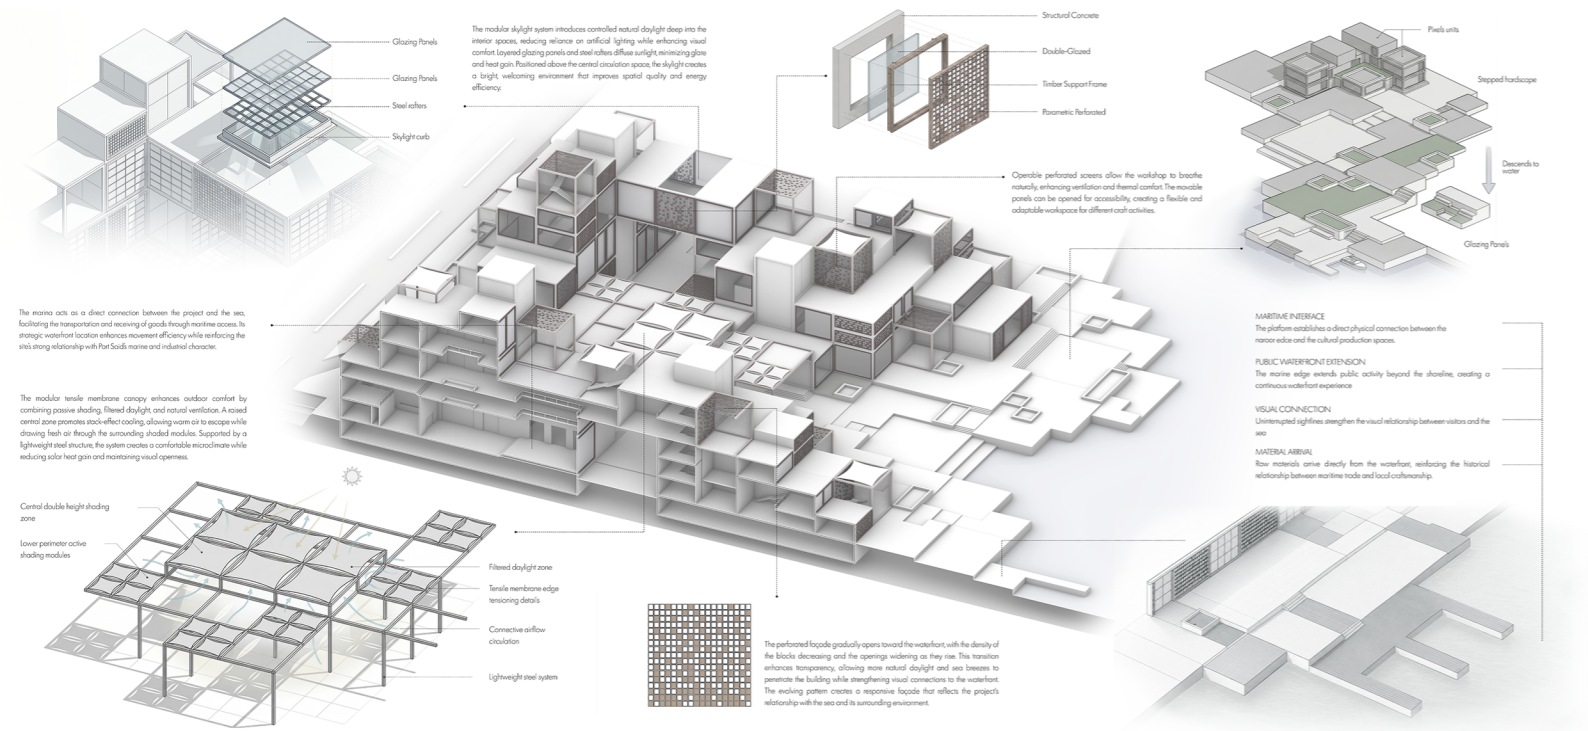 Glazing Panels
Glazing Panels
Steel rafters
Skylight curb
The modular skylight system introduces controlled natural daylight deep into the
interior spaces, reducing reliance on artificial lighting while enhancing visual
comfort. Layered glazing panels and steel rafters diffuse sunlight, minimizing glare
and heat gain. Positioned above the central circulation space, the skylight creates
a bright, welcoming environment that improves spatial quality and energy
efficiency.
Structural Concrete
Double-Glazed
Timber Support Frame
Parametric Perforated
Operable perforated screens allow the workshop to breathe
naturally, enhancing ventilation and thermal comfort. The movable
panels can be opened for accessibility, creating a flexible and
adaptable workspace for different craft activities.
Pixels units
Stepped hardscape
Descends to
water
Glazing Panels
The marina acts as a direct connection between the project and the sea,
facilitating the transportation and receiving of goods through maritime access. Its
strategic waterfront location enhances movement efficiency while reinforcing the
site's strong relationship with Port Said's marine and industrial character.
The modular tensile membrane canopy enhances outdoor comfort by
combining passive shading, filtered daylight, and natural ventilation. A raised
central zone promotes stack-effect cooling, allowing warm air to escape while
drawing fresh air through the surrounding shaded modules. Supported by a
lightweight steel structure, the system creates a comfortable microclimate while
reducing solar heat gain and maintaining visual openness.
Central double height shading
zone
Lower perimeter active
shading modules
Filtered daylight zone
Tensile membrane edge
tensioning details
Connective airflow
circulation
Lightweight steel system
The perforated façade gradually opens toward the waterfront, with the density of
the blocks decreasing and the openings widening as they rise. This transition
enhances transparency, allowing more natural daylight and sea breezes to
penetrate the building while strengthening visual connections to the waterfront.
The evolving pattern creates a responsive façade that reflects the project's
relationship with the sea and its surrounding environment.
MARITIME INTERFACE
The platform establishes a direct physical connection between the
naroor edge and the cultural production spaces.
PUBLIC WATERFRONT EXTENSION
The marine edge extends public activity beyond the shoreline, creating a
continuous waterfront experience
VISUAL CONNECTION
Uninterrupted sightlines strengthen the visual relationship between visitors and the
sea
MATERIAL ARRIVAL
Raw materials arrive directly from the waterfront, reinforcing the historical
relationship between maritime trade and local craftsmanship.